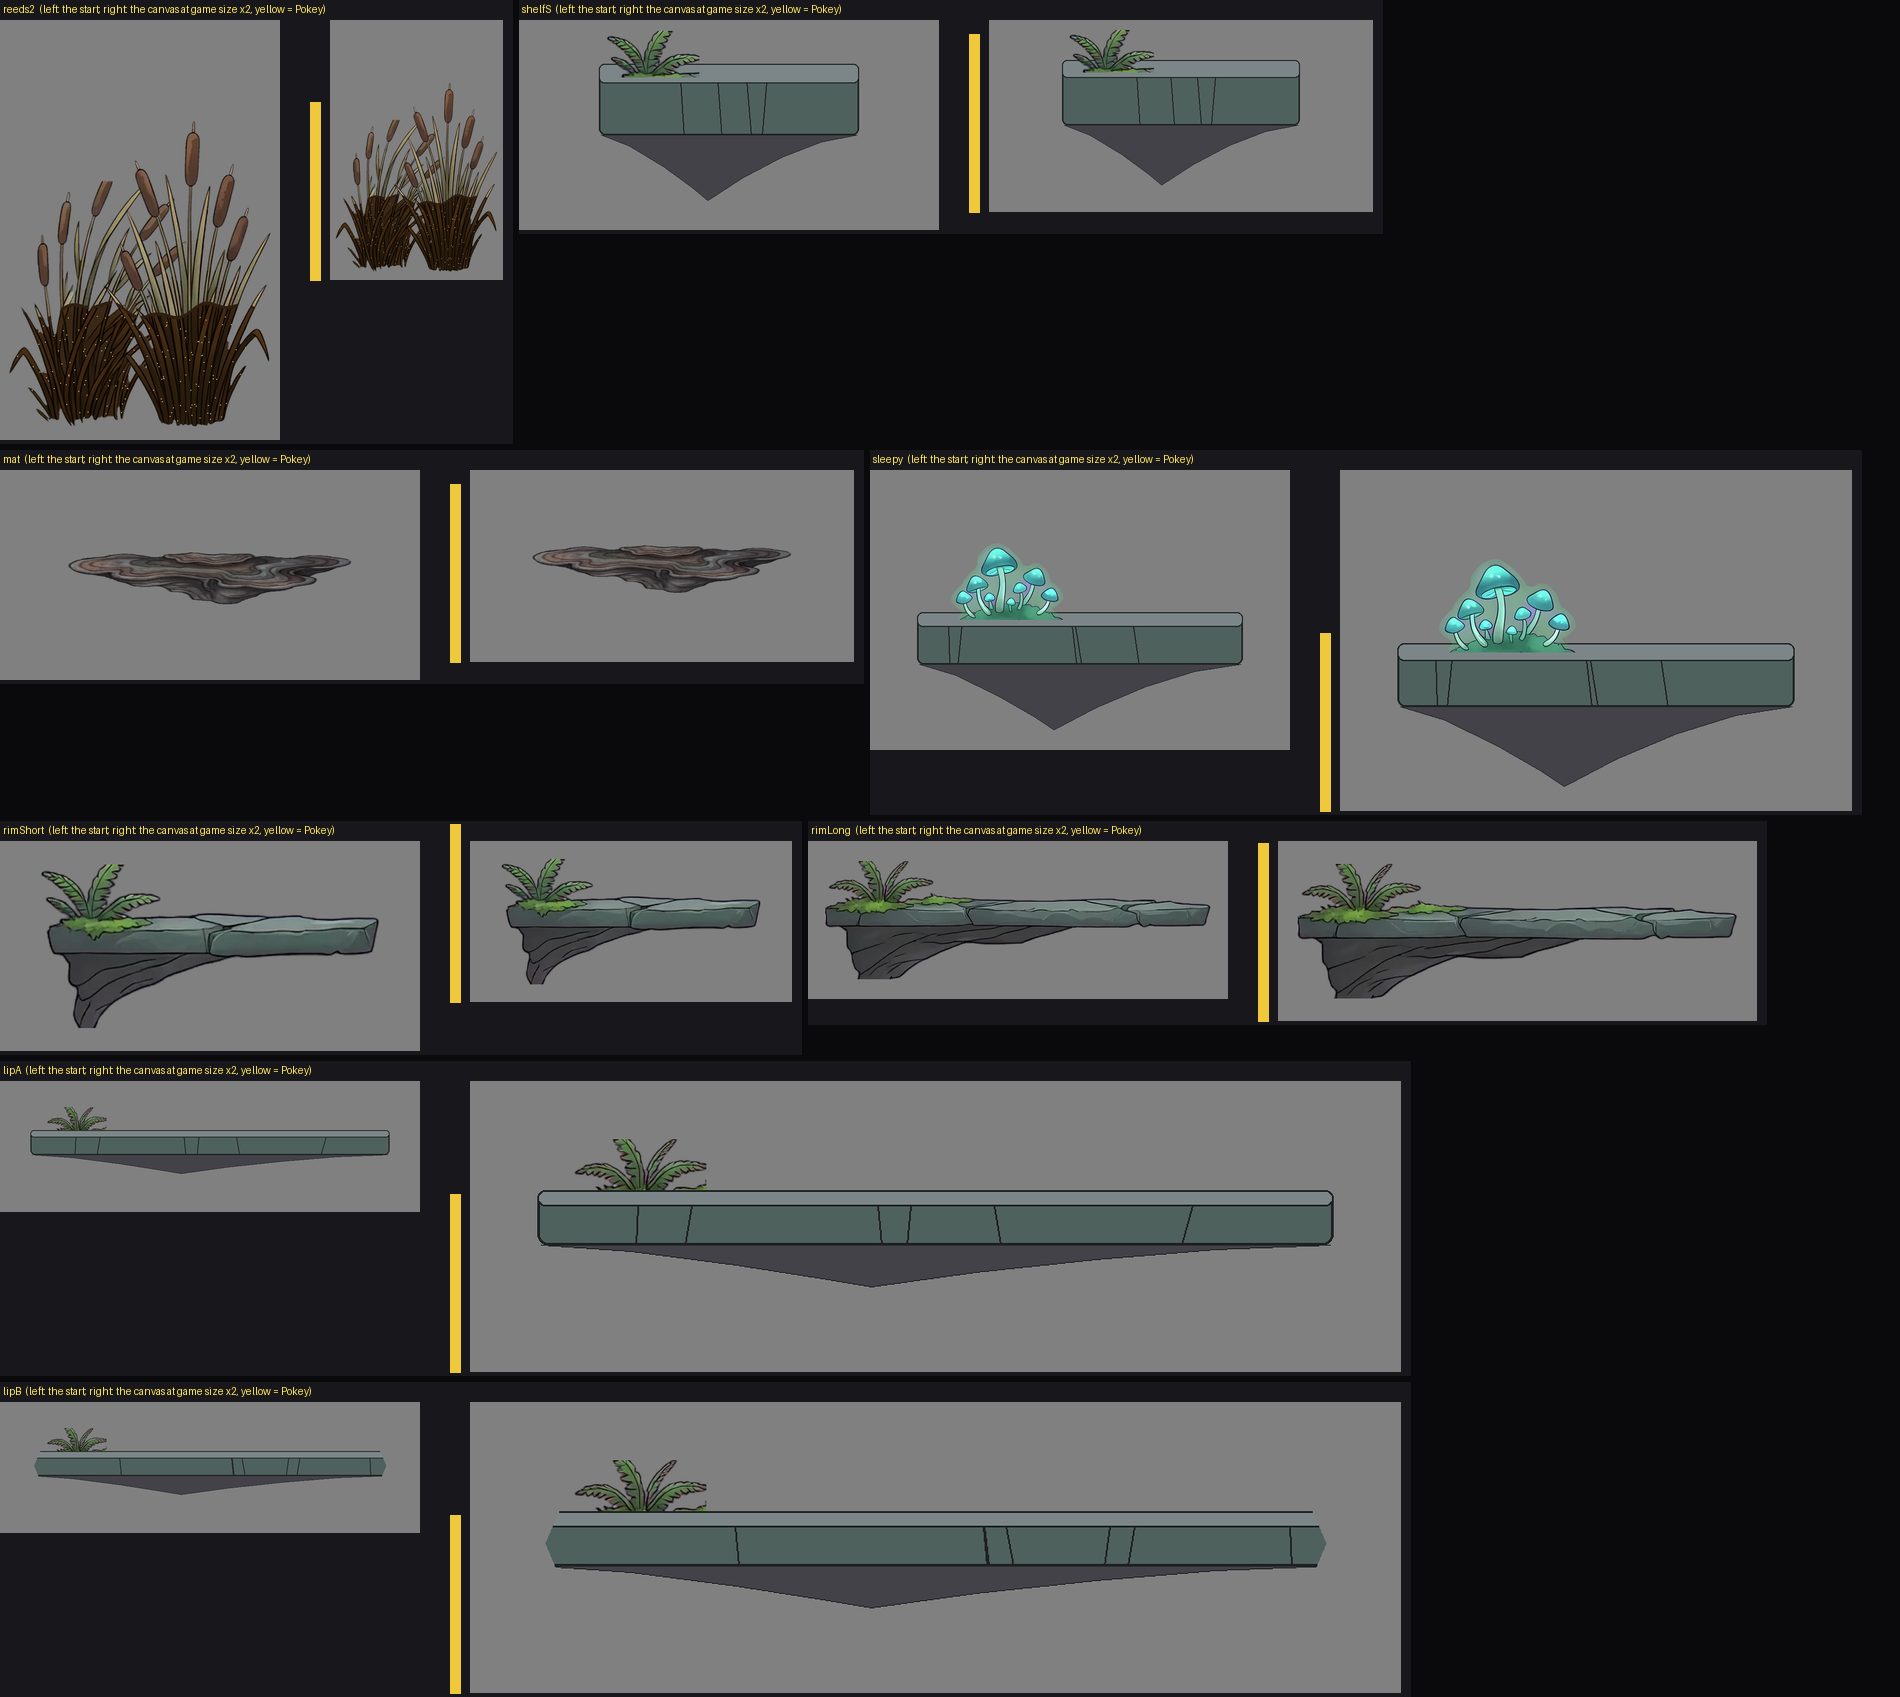 reeds2 (left the start; right the canvas at game size x2, yellow = Pokey)
shelfS (left the start; right the canvas at game size x2, yellow = Pokey)
mat (left the start; right the canvas at game size x2, yellow = Pokey)
sleepy (left the start; right the canvas at game size x2, yellow = Pokey)
rimShort (left the start; right the canvas at game size x2, yellow = Pokey)
rimLong (left the start; right the canvas at game size x2, yellow = Pokey)
lipA (left the start; right the canvas at game size x2, yellow = Pokey)
lipB (left the start; right the canvas at game size x2, yellow = Pokey)